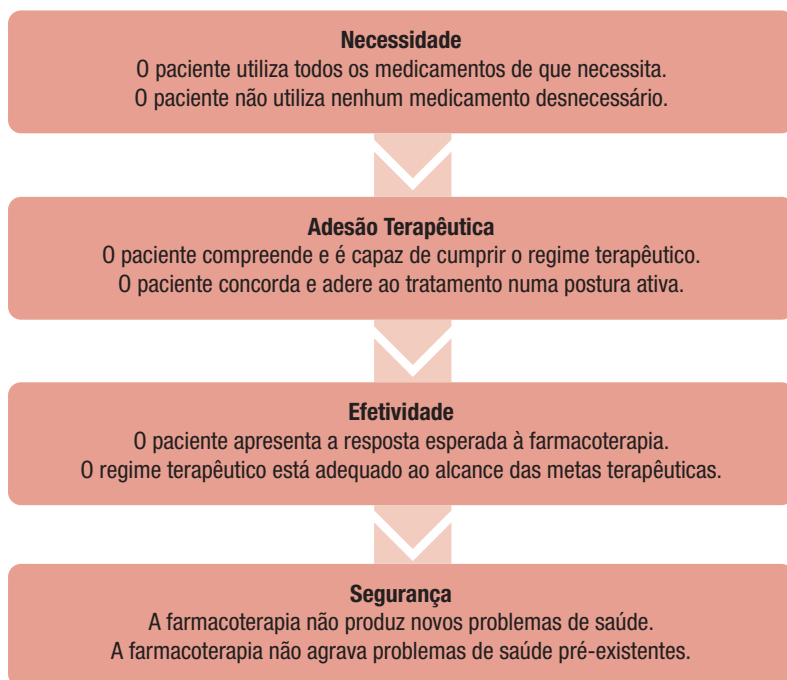 Necessidade
O paciente utiliza todos os medicamentos de que necessita.
O paciente não utiliza nenhum medicamento desnecessário.
Adesão Terapêutica
O paciente compreende e é capaz de cumprir o regime terapêutico.
O paciente concorda e adere ao tratamento numa postura ativa.
Efetividade
O paciente apresenta a resposta esperada à farmacoterapia.
O regime terapêutico está adequado ao alcance das metas terapêuticas.
Segurança
A farmacoterapia não produz novos problemas de saúde.
A farmacoterapia não agrava problemas de saúde pré-existentes.